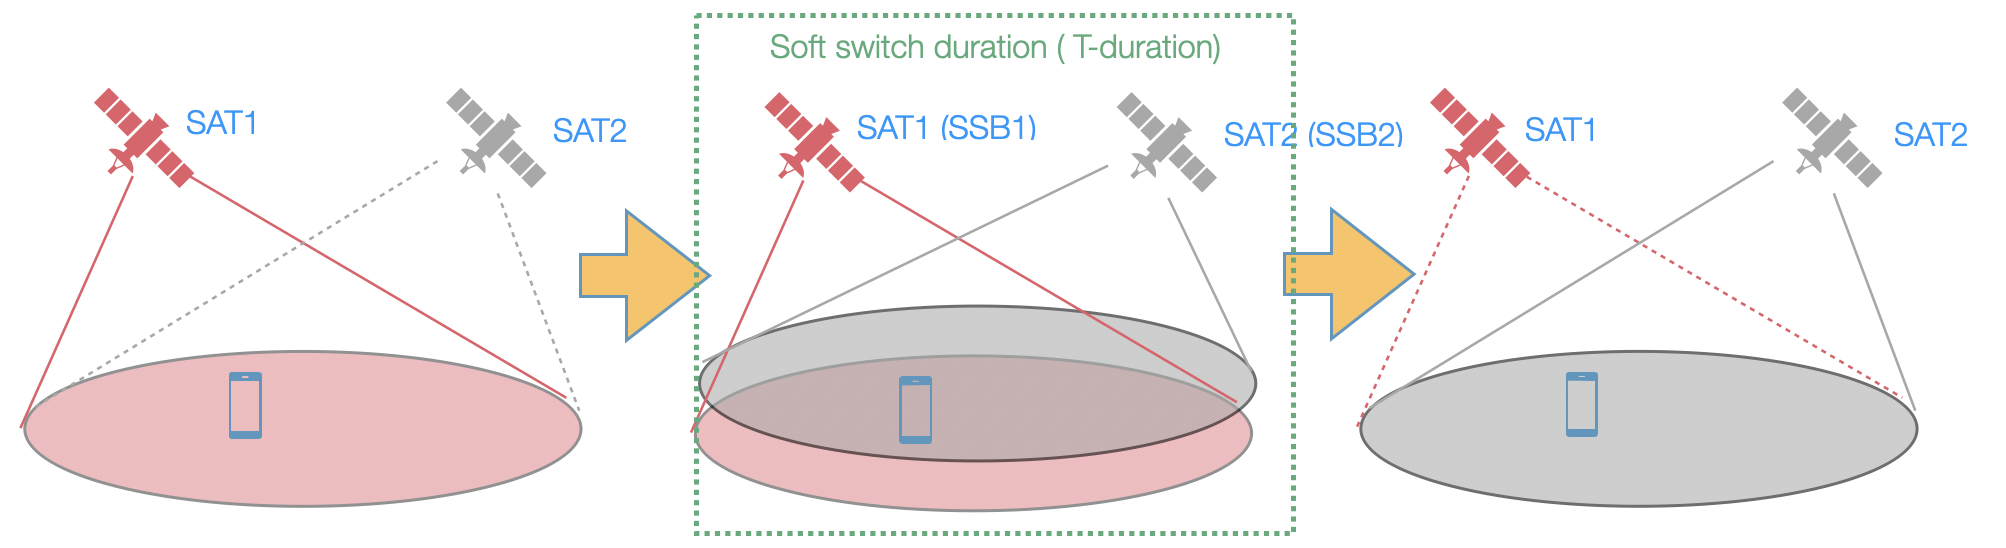 Soft switch duration ( T-duration)
SAT1
SAT2
SAT1 (SSB1)
SAT2 (SSB2)
SAT1
SAT2